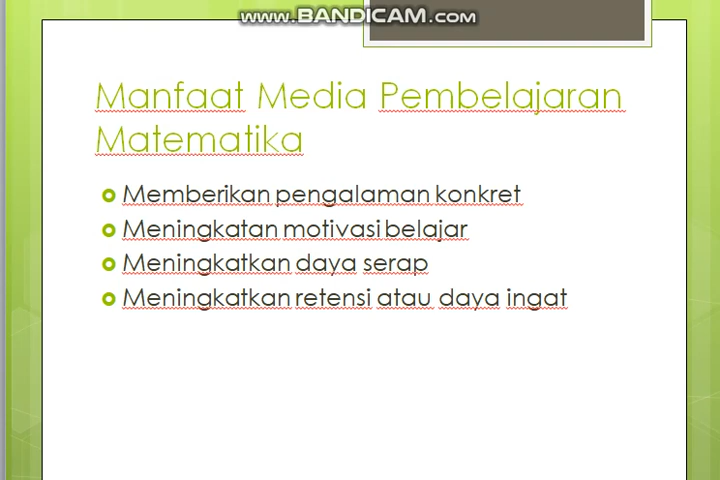 www.BANDICAM.com
Manfaat Media Pembelajaran
Matematika
Memberikan pengalaman konkret
Meningkatan motivasi belajar
Meningkatkan daya serap
Meningkatkan retensi atau daya ingat